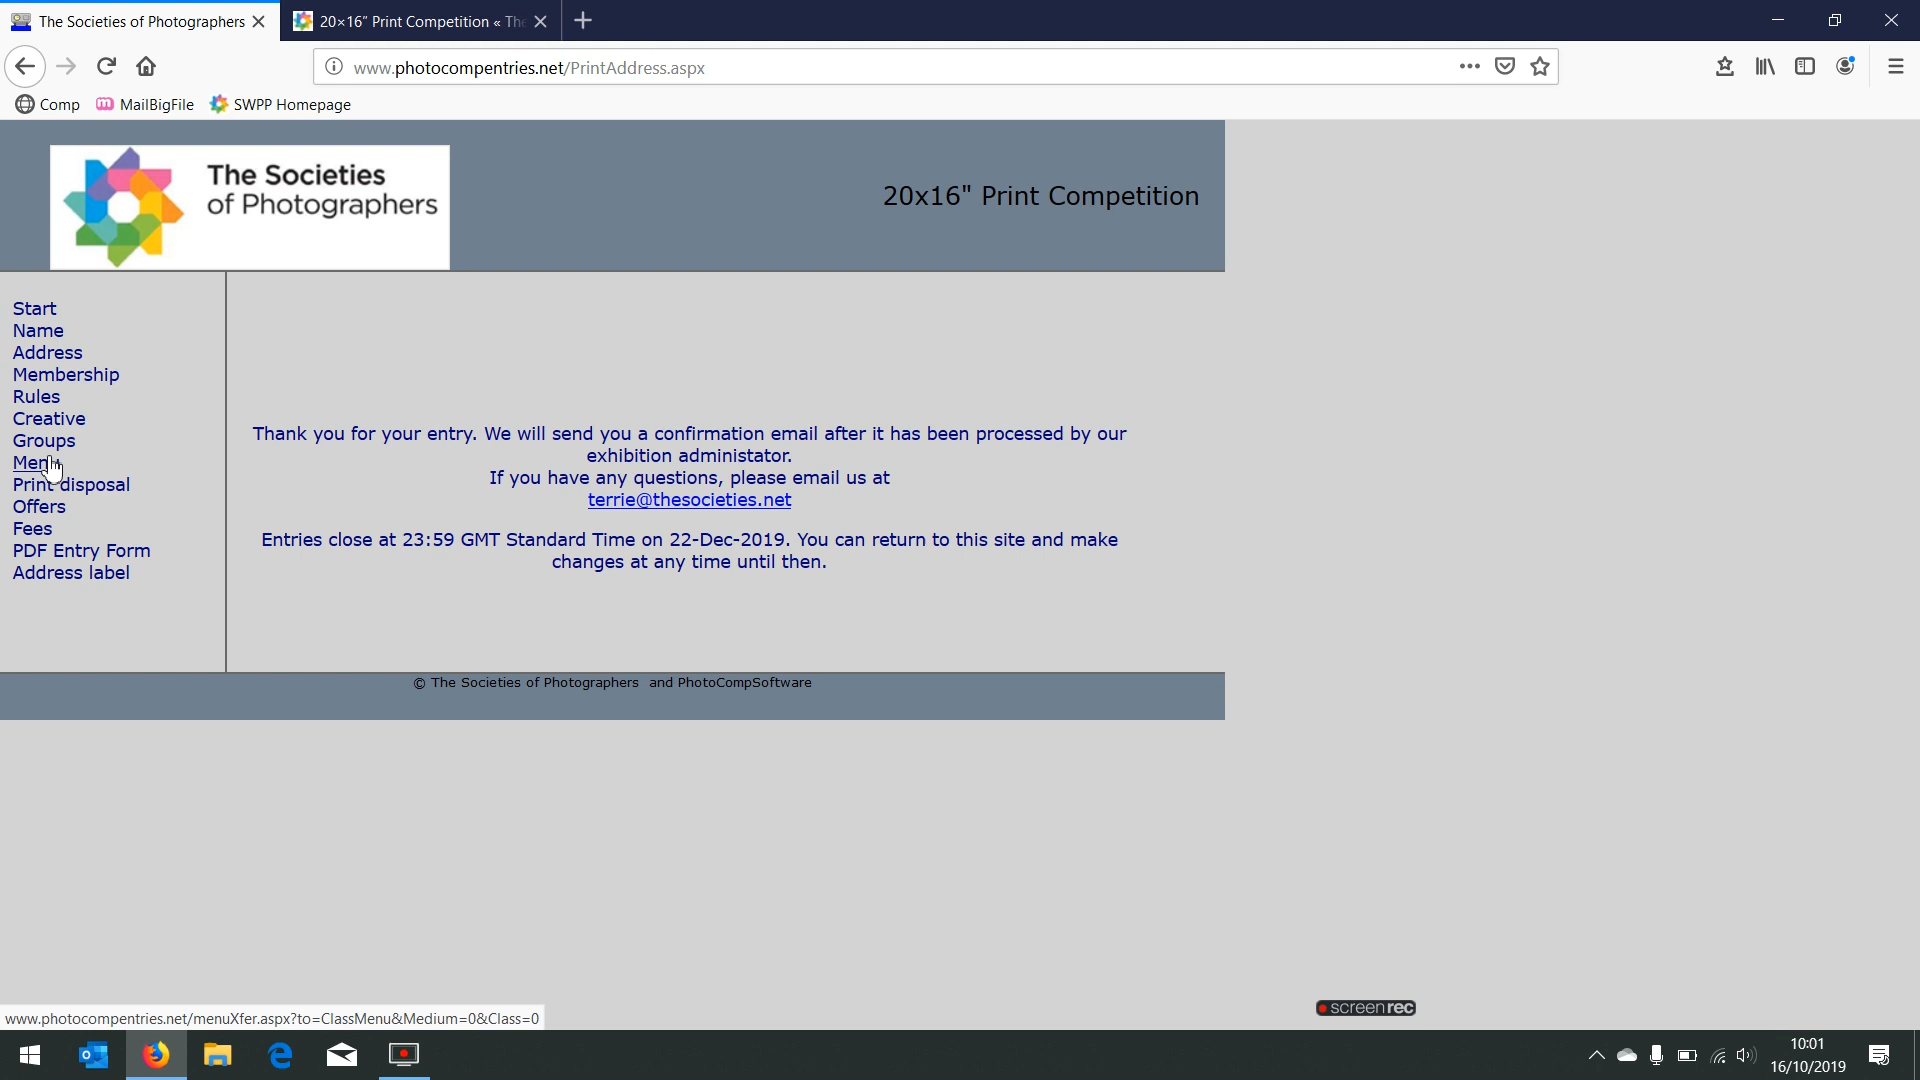 The Societies of Photographers
20×16″ Print Competition « The
www.photocompentries.net/PrintAddress.aspx
Comp
MailBigFile
SWPP Homepage
The Societies
of Photographers
20x16" Print Competition
Start
Name
Address
Membership
Rules
Creative
Groups
Menu
Print disposal
Offers
Fees
PDF Entry Form
Address label
Thank you for your entry. We will send you a confirmation email after it has been processed by our
exhibition administator.
If you have any questions, please email us at
terrie@thesocieties.net
Entries close at 23:59 GMT Standard Time on 22-Dec-2019. You can return to this site and make
changes at any time until then.
© The Societies of Photographers and PhotoCompSoftware
screenrec
www.photocompentries.net/menuXfer.aspx?to=ClassMenu&Medium=0&Class=0
10:01
16/10/2019